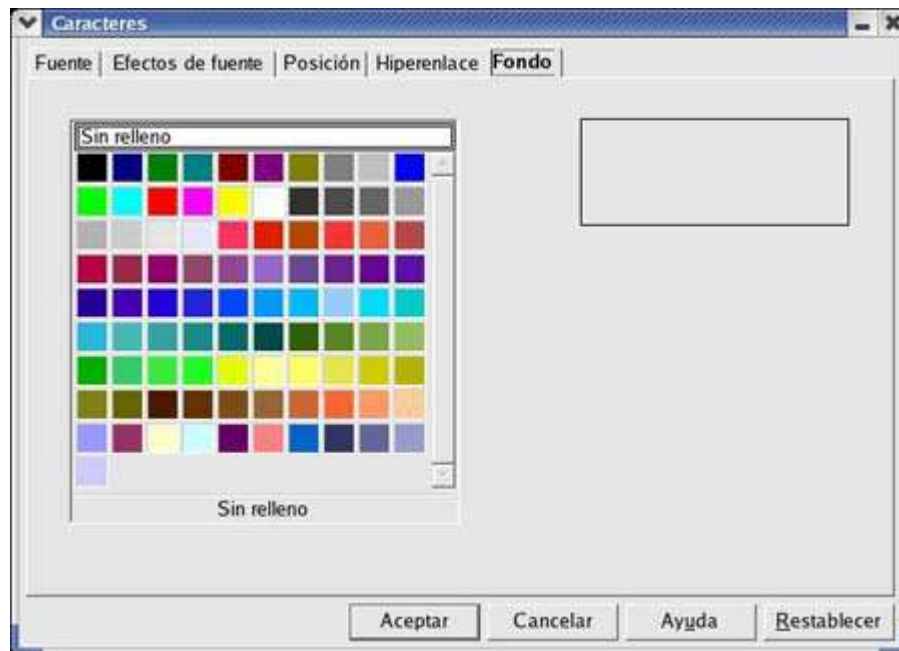 Caracteres
Fuente Efectos de fuente Posición Hiperenlace Fondo
Sin relleno
Sin relleno
Aceptar Cancelar Ayuda Restablecer